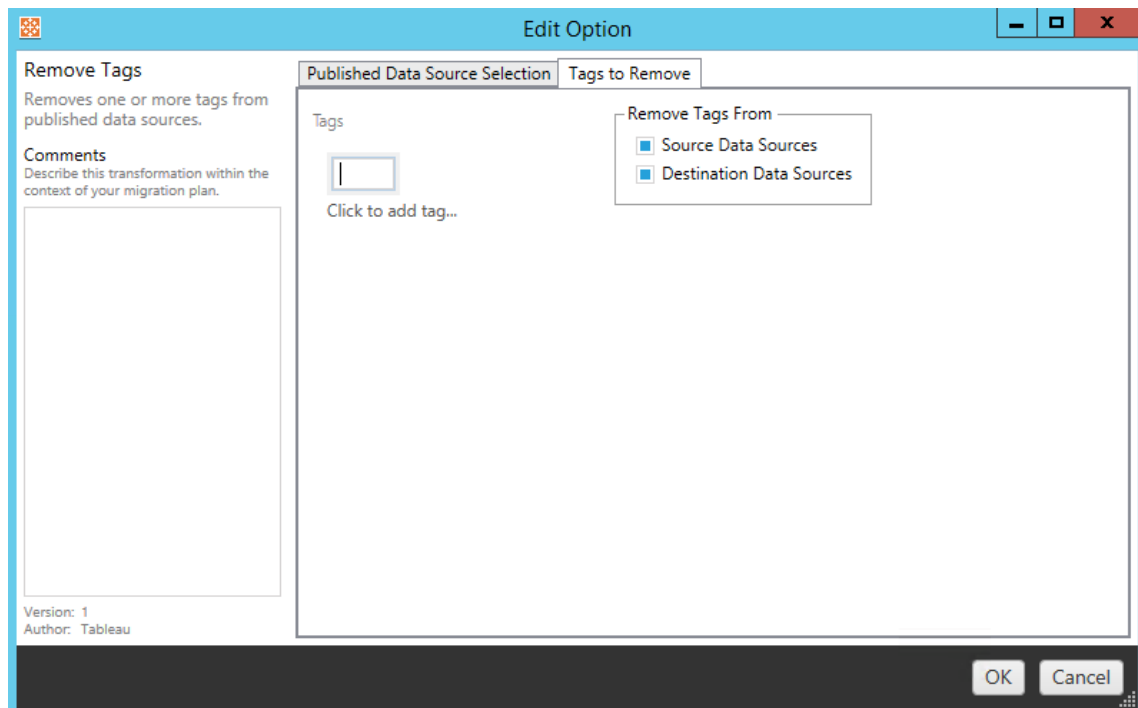 Edit Option
Remove Tags
Removes one or more tags from
published data sources.
Comments
Describe this transformation within the
context of your migration plan.
Version: 1
Author: Tableau
Published Data Source Selection
Tags to Remove
Tags
Click to add tag...
Remove Tags From
Source Data Sources
Destination Data Sources
OK
Cancel